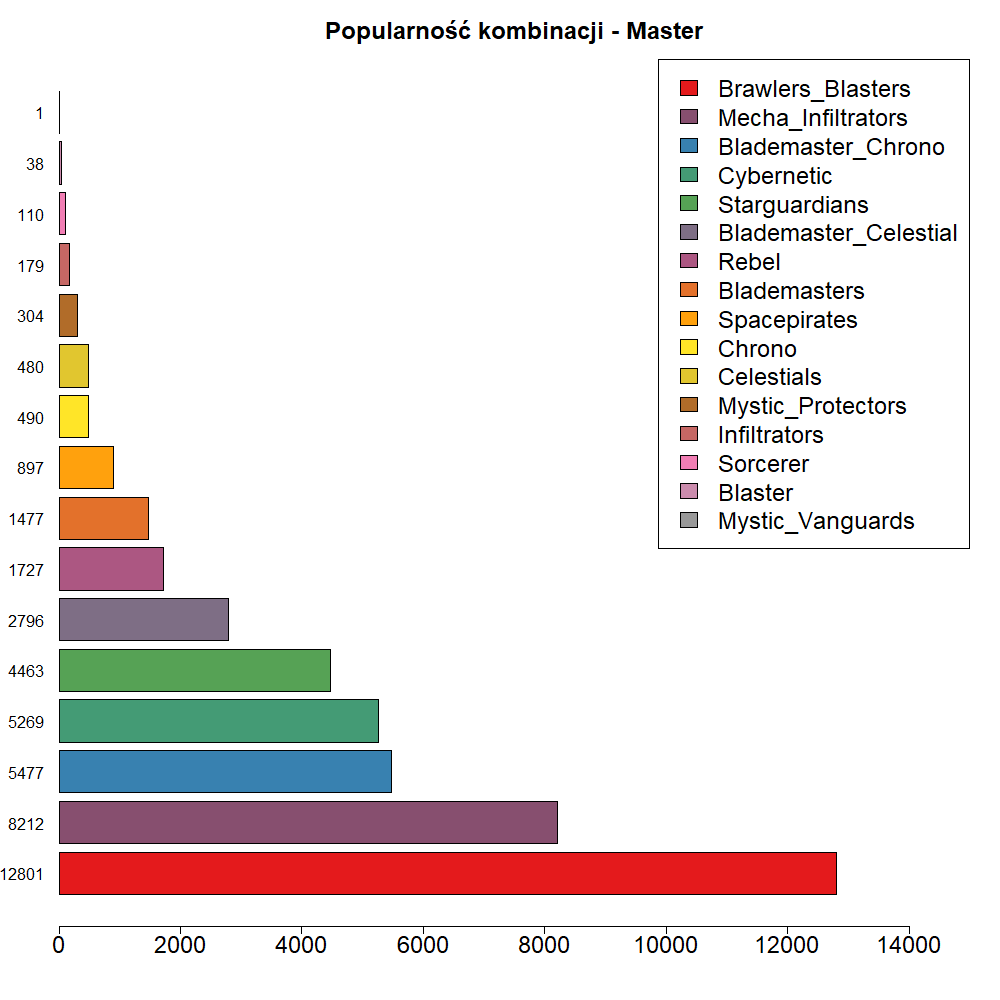 Popularność kombinacji - Master
Brawlers_Blasters
Mecha_Infiltrators
Blademaster_Chrono
Cybernetic
Starguardians
Blademaster_Celestial
Rebel
Blademasters
Spacepirates
Chrono
Celestials
Mystic_Protectors
Infiltrators
Sorcerer
Blaster
Mystic_Vanguards
1
38
110
179
304
480
490
897
1477
1727
2796
4463
5269
5477
8212
12801
0 2000 4000 6000 8000 10000 12000 14000